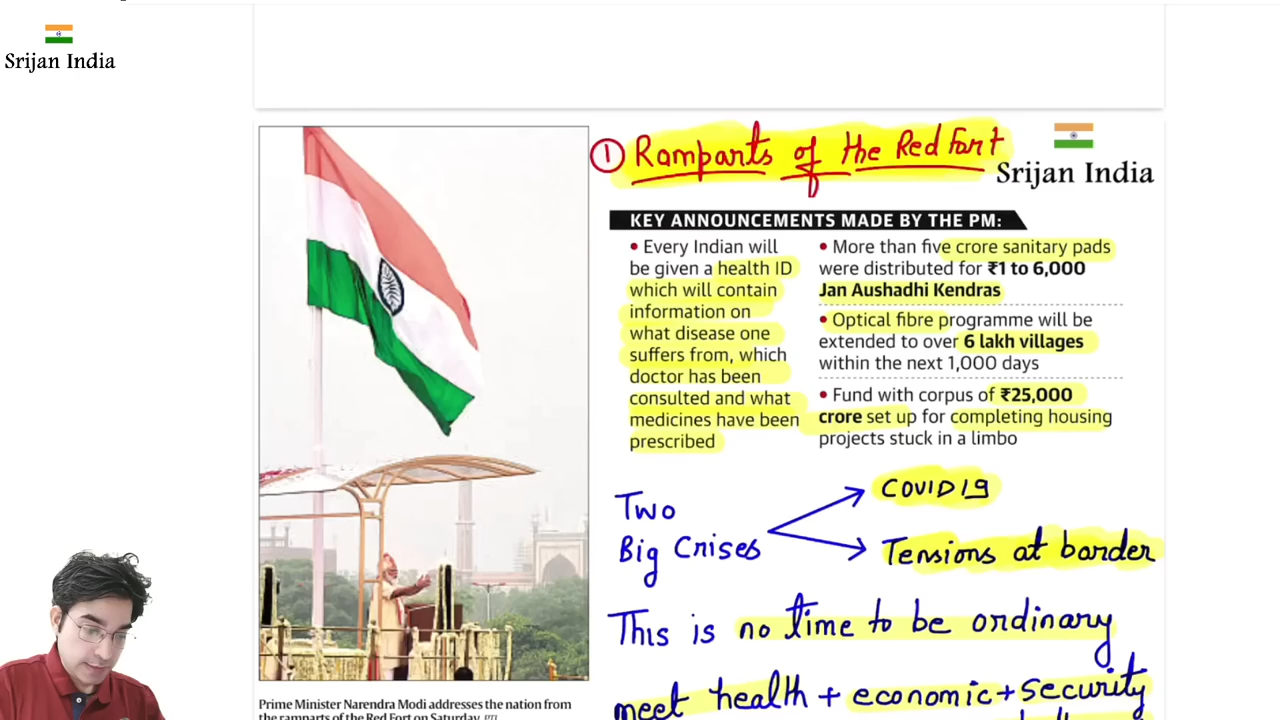 Srijan India
① Ramparts of the Red Fort
Srijan India
KEY ANNOUNCEMENTS MADE BY THE PM:
• Every Indian will
be given a health ID
which will contain
information on
what disease one
suffers from, which
doctor has been
consulted and what
medicines have been
prescribed
• More than five crore sanitary pads
were distributed for ₹1 to 6,000
Jan Aushadhi Kendras
• Optical fibre programme will be
extended to over 6 lakh villages
within the next 1,000 days
• Fund with corpus of ₹25,000
crore set up for completing housing
projects stuck in a limbo
Two
Big Crises
COVID19
Tensions at border
This is no time to be ordinary
meet health + economic + security
Prime Minister Narendra Modi addresses the nation from
the ramparts of the Red Fort on Saturday. PTI